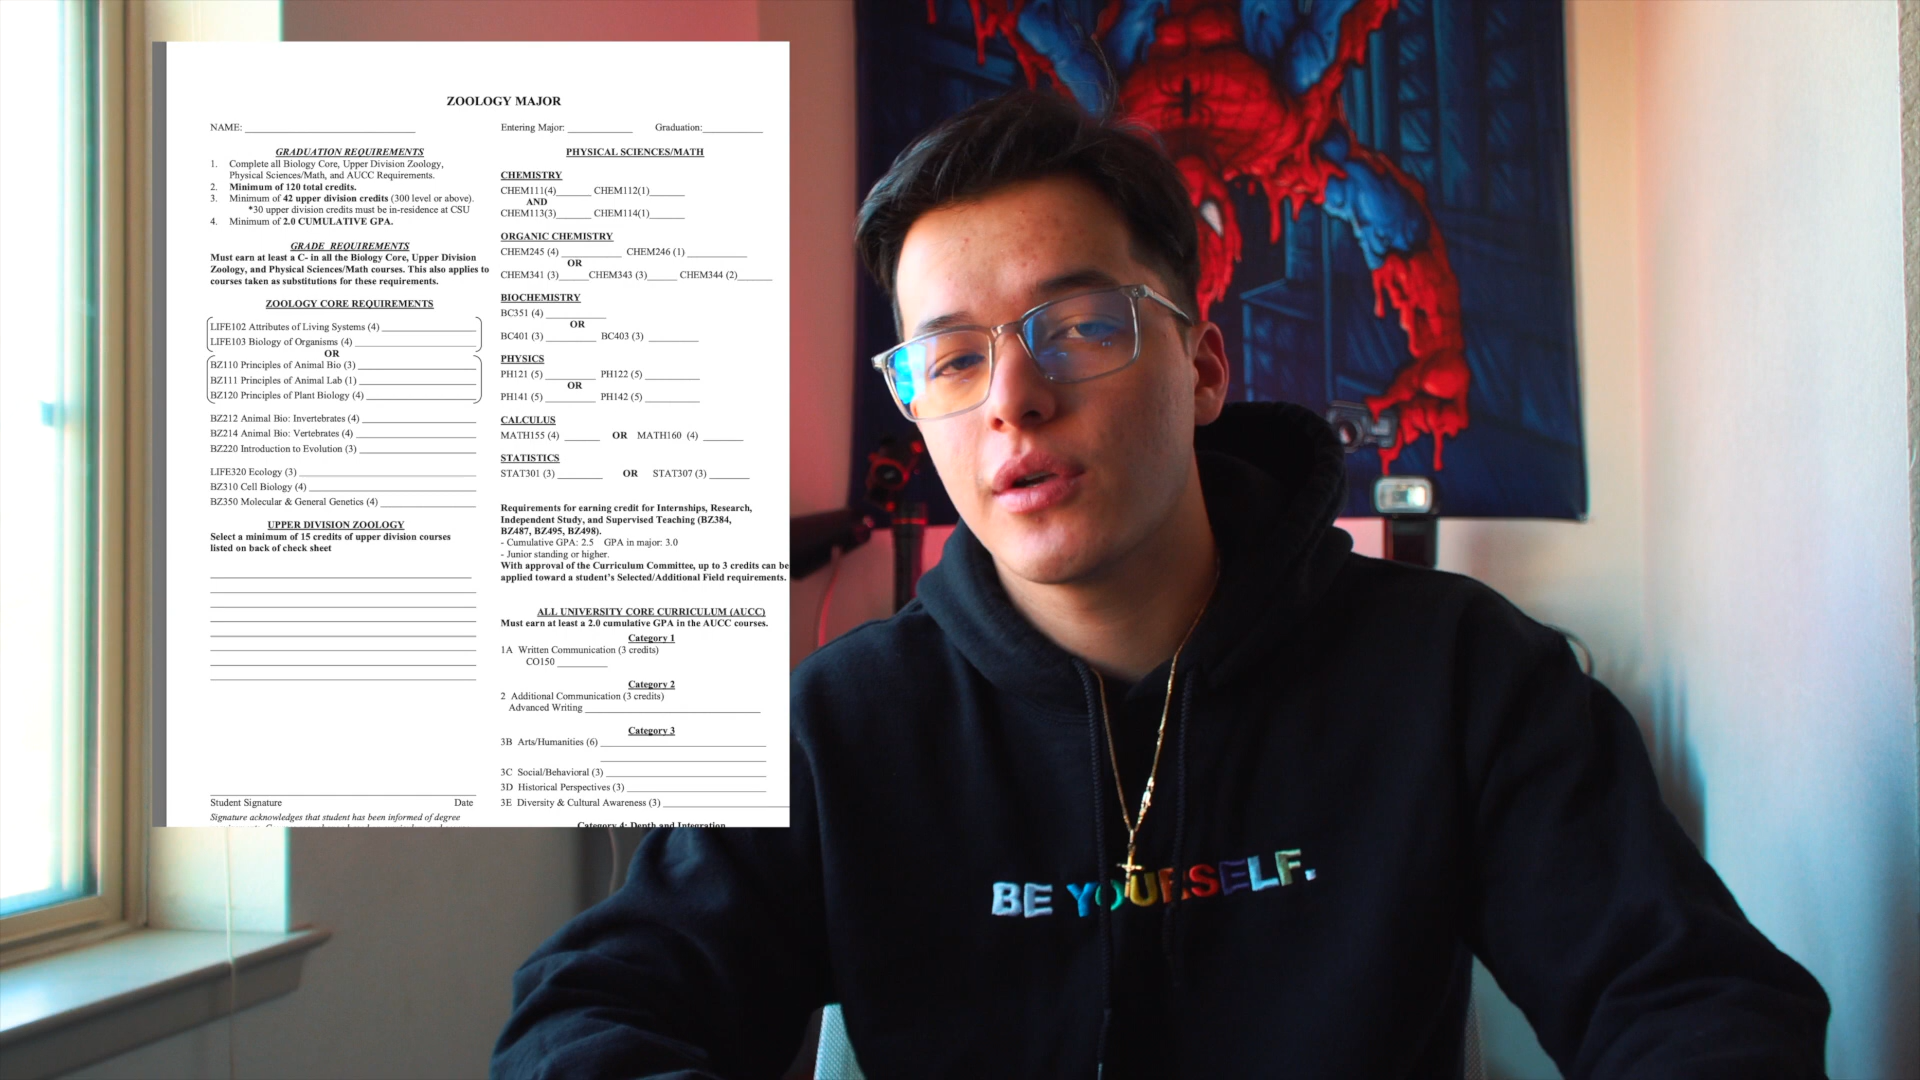 ZOOLOGY MAJOR
NAME: Entering Major: Graduation:
GRADUATION REQUIREMENTS
1. Complete all Biology Core, Upper Division Zoology,
Physical Sciences/Math, and AUCC Requirements.
2. Minimum of 120 total credits.
3. Minimum of 42 upper division credits (300 level or above).
*30 upper division credits must be in-residence at CSU
4. Minimum of 2.0 CUMULATIVE GPA.
GRADE REQUIREMENTS
Must earn at least a C- in all the Biology Core, Upper Division
Zoology, and Physical Sciences/Math courses. This also applies to
courses taken as substitutions for these requirements.
ZOOLOGY CORE REQUIREMENTS
LIFE102 Attributes of Living Systems (4)
LIFE103 Biology of Organisms (4)
OR
BZ110 Principles of Animal Bio (3)
BZ111 Principles of Animal Lab (1)
BZ120 Principles of Plant Biology (4)
BZ212 Animal Bio: Invertebrates (4)
BZ214 Animal Bio: Vertebrates (4)
BZ220 Introduction to Evolution (3)
LIFE320 Ecology (3)
BZ310 Cell Biology (4)
BZ350 Molecular & General Genetics (4)
UPPER DIVISION ZOOLOGY
Select a minimum of 15 credits of upper division courses
listed on back of check sheet
Student Signature Date
Signature acknowledges that student has been informed of degree
PHYSICAL SCIENCES/MATH
CHEMISTRY
CHEM111(4) CHEM112(1)
AND
CHEM113(3) CHEM114(1)
ORGANIC CHEMISTRY
CHEM245 (4) CHEM246 (1)
OR
CHEM341 (3) CHEM343 (3) CHEM344 (2)
BIOCHEMISTRY
BC351 (4)
OR
BC401 (3) BC403 (3)
PHYSICS
PH121 (5) PH122 (5)
OR
PH141 (5) PH142 (5)
CALCULUS
MATH155 (4) OR MATH160 (4)
STATISTICS
STAT301 (3) OR STAT307 (3)
Requirements for earning credit for Internships, Research,
Independent Study, and Supervised Teaching (BZ384,
BZ487, BZ495, BZ498).
- Cumulative GPA: 2.5 GPA in major: 3.0
- Junior standing or higher.
With approval of the Curriculum Committee, up to 3 credits can be
applied toward a student's Selected/Additional Field requirements.
ALL UNIVERSITY CORE CURRICULUM (AUCC)
Must earn at least a 2.0 cumulative GPA in the AUCC courses.
Category 1
1A Written Communication (3 credits)
CO150
Category 2
2 Additional Communication (3 credits)
Advanced Writing
Category 3
3B Arts/Humanities (6)
3C Social/Behavioral (3)
3D Historical Perspectives (3)
3E Diversity & Cultural Awareness (3)
Category 4: Depth and Integration
BE YOURSELF.